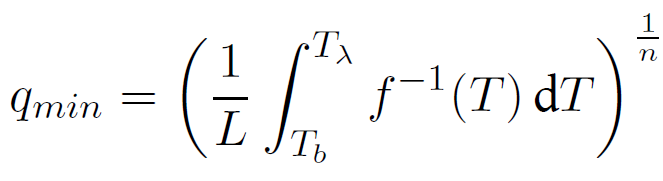 q_{min} = \left( \frac{1}{L} \int_{T_b}^{T_\lambda} f^{-1}(T) \, \mathrm{d}T \right)^{\frac{1}{n}}